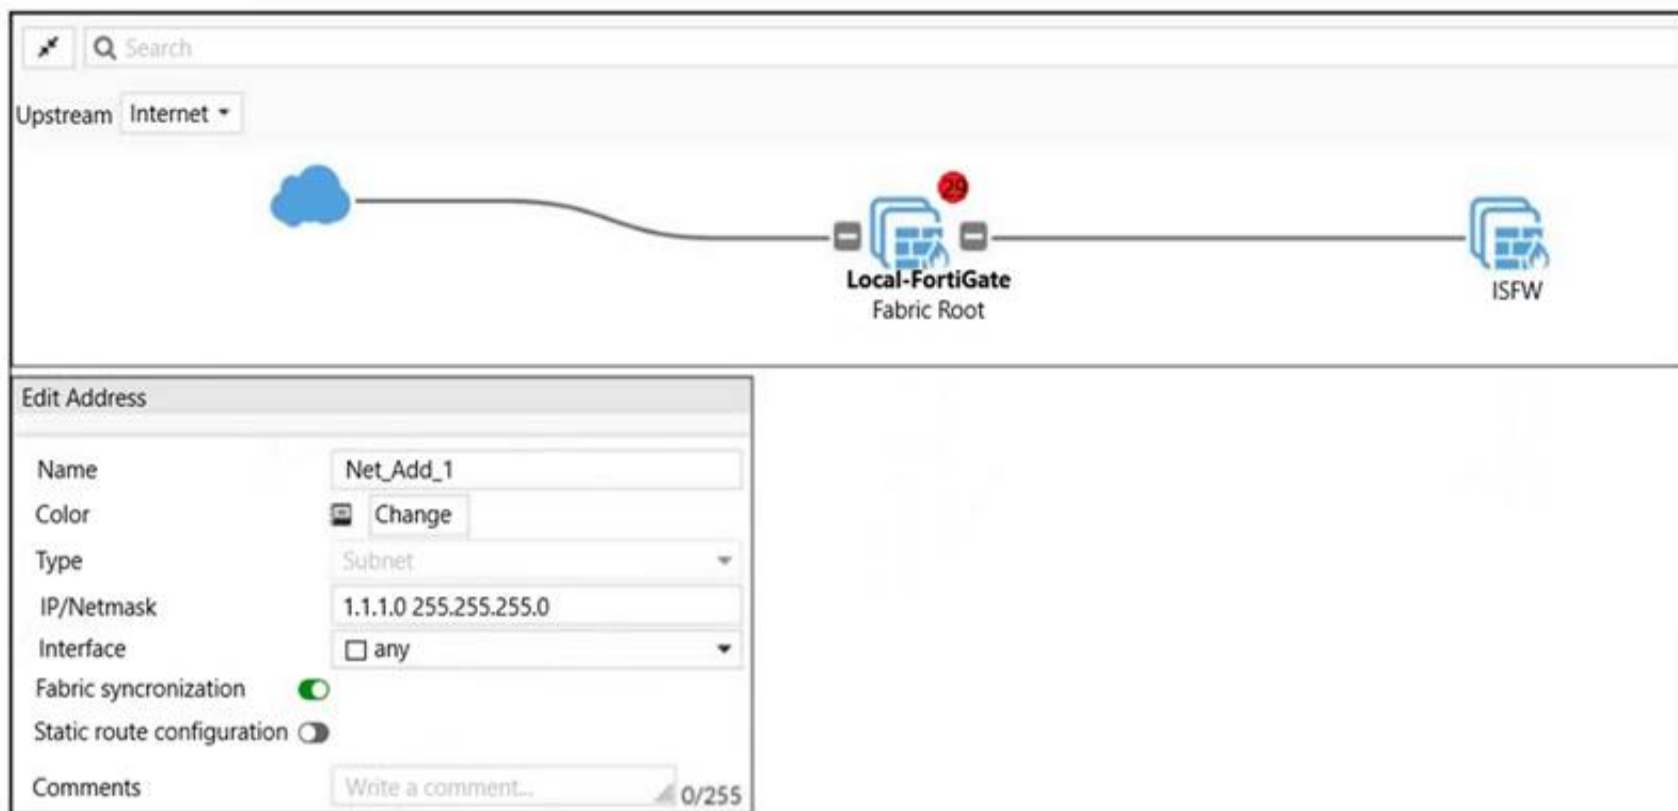 Search
Upstream Internet
29
Local-FortiGate
Fabric Root
ISFW
Edit Address
Name Net_Add_1
Color Change
Type Subnet
IP/Netmask 1.1.1.0 255.255.255.0
Interface any
Fabric syncronization
Static route configuration
Comments Write a comment... 0/255